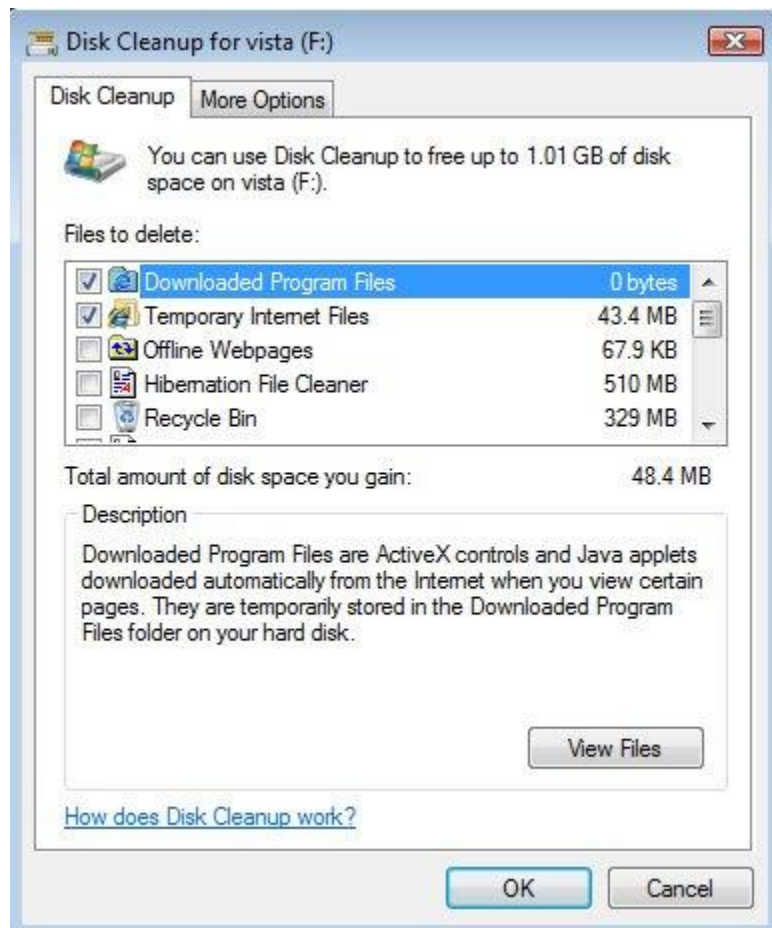 Disk Cleanup for vista (F:)
Disk Cleanup
More Options
You can use Disk Cleanup to free up to 1.01 GB of disk
space on vista (F:).
Files to delete:
Downloaded Program Files 0 bytes
Temporary Internet Files 43.4 MB
Offline Webpages 67.9 KB
Hibernation File Cleaner 510 MB
Recycle Bin 329 MB
Total amount of disk space you gain: 48.4 MB
Description
Downloaded Program Files are ActiveX controls and Java applets
downloaded automatically from the Internet when you view certain
pages. They are temporarily stored in the Downloaded Program
Files folder on your hard disk.
View Files
How does Disk Cleanup work?
OK
Cancel